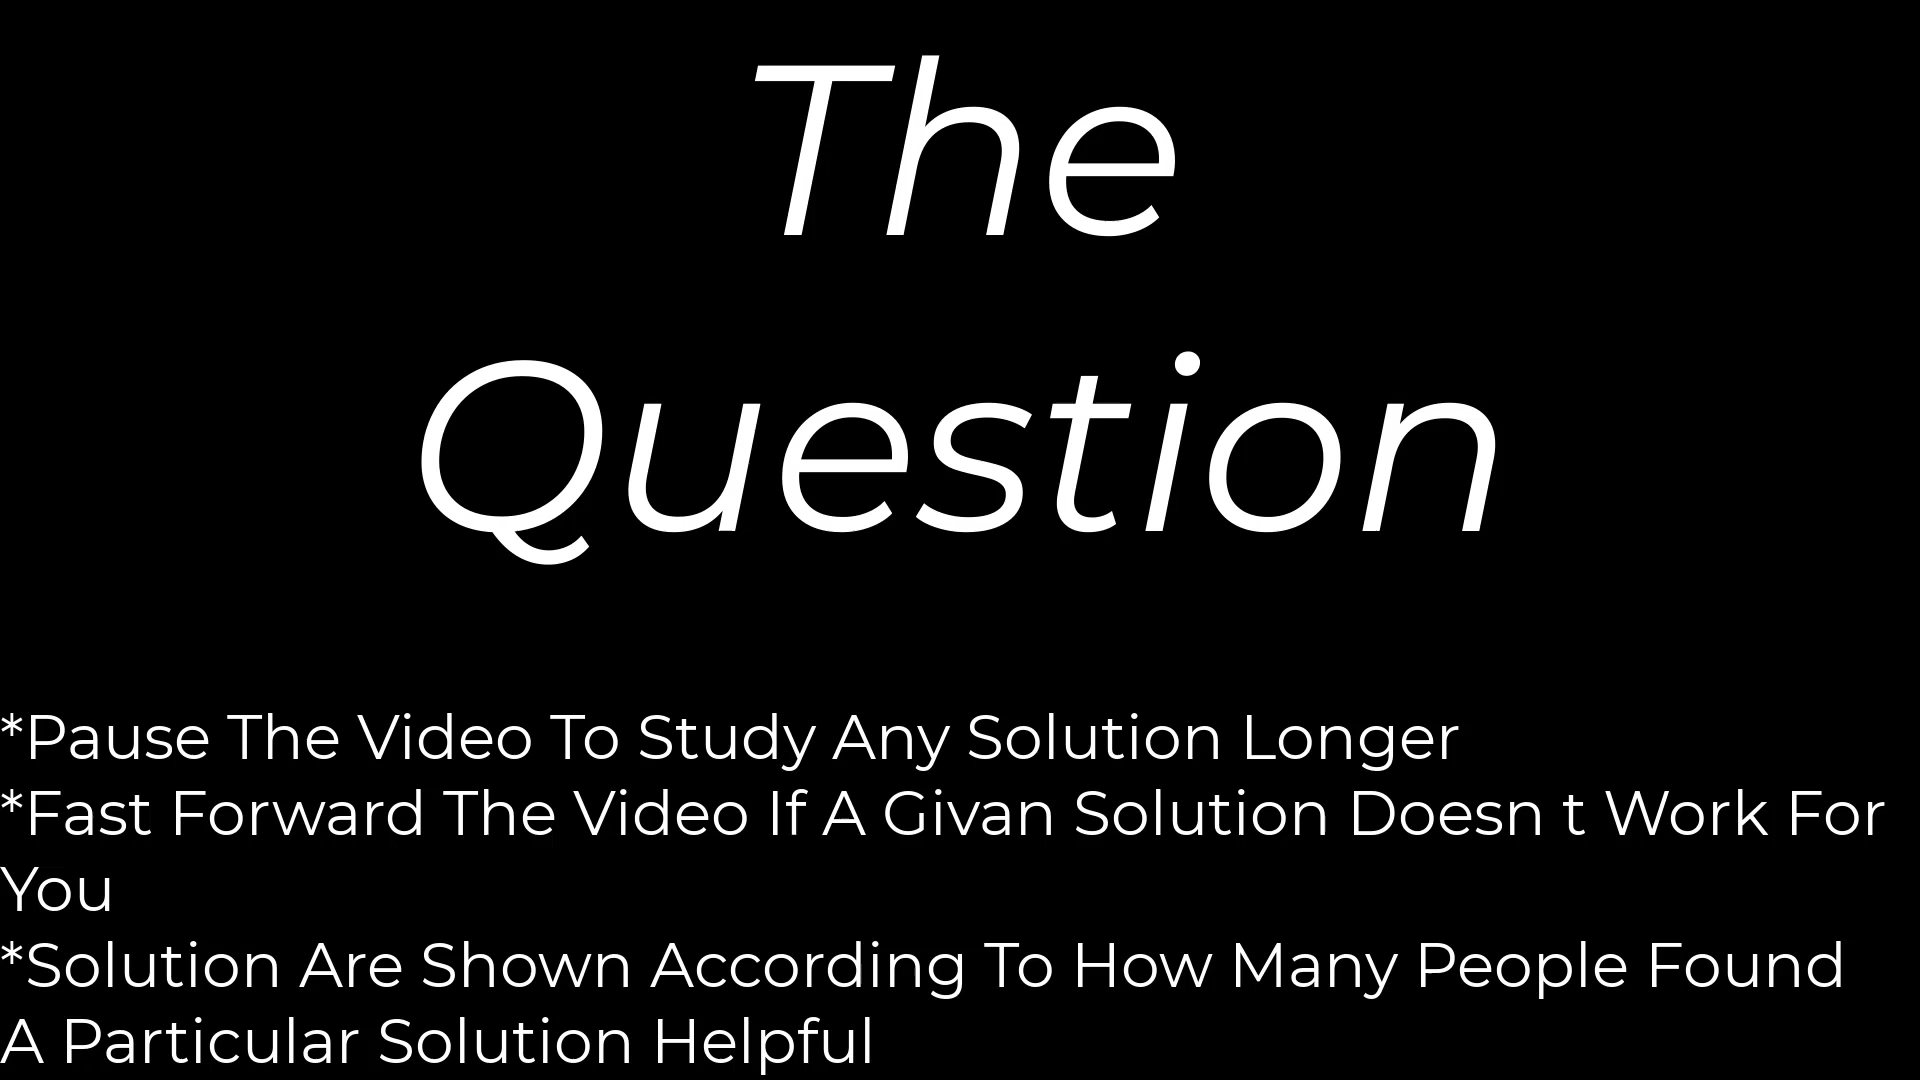 The
Question
*Pause The Video To Study Any Solution Longer
*Fast Forward The Video If A Givan Solution Doesn t Work For
You
*Solution Are Shown According To How Many People Found
A Particular Solution Helpful